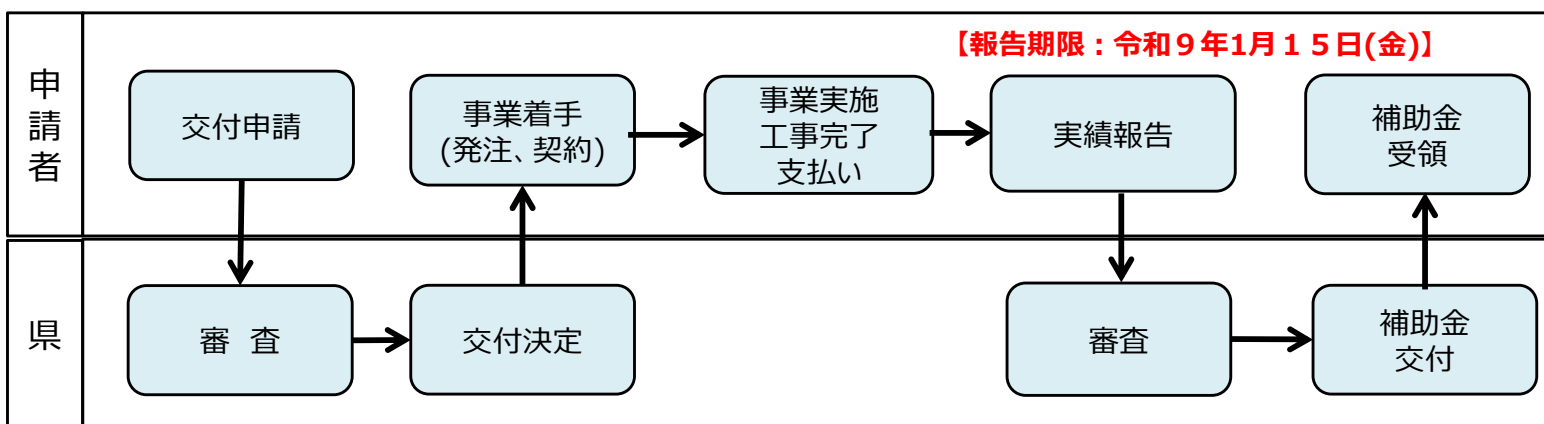 【報告期限：令和９年1月１５日(金)】
申
請
者
交付申請
事業着手
(発注、契約)
事業実施
工事完了
支払い
実績報告
補助金
受領
県
審　査
交付決定
審査
補助金
交付